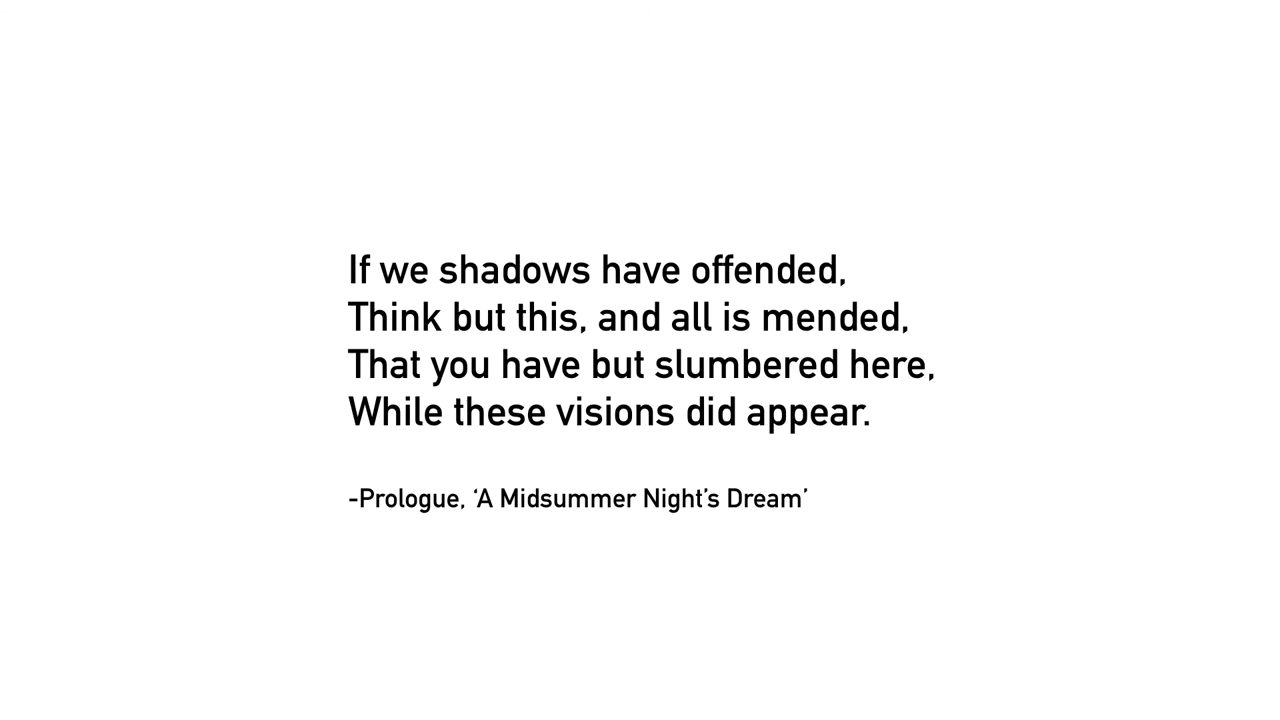 If we shadows have offended,
Think but this, and all is mended,
That you have but slumbered here,
While these visions did appear.
-Prologue, ‘A Midsummer Night’s Dream’